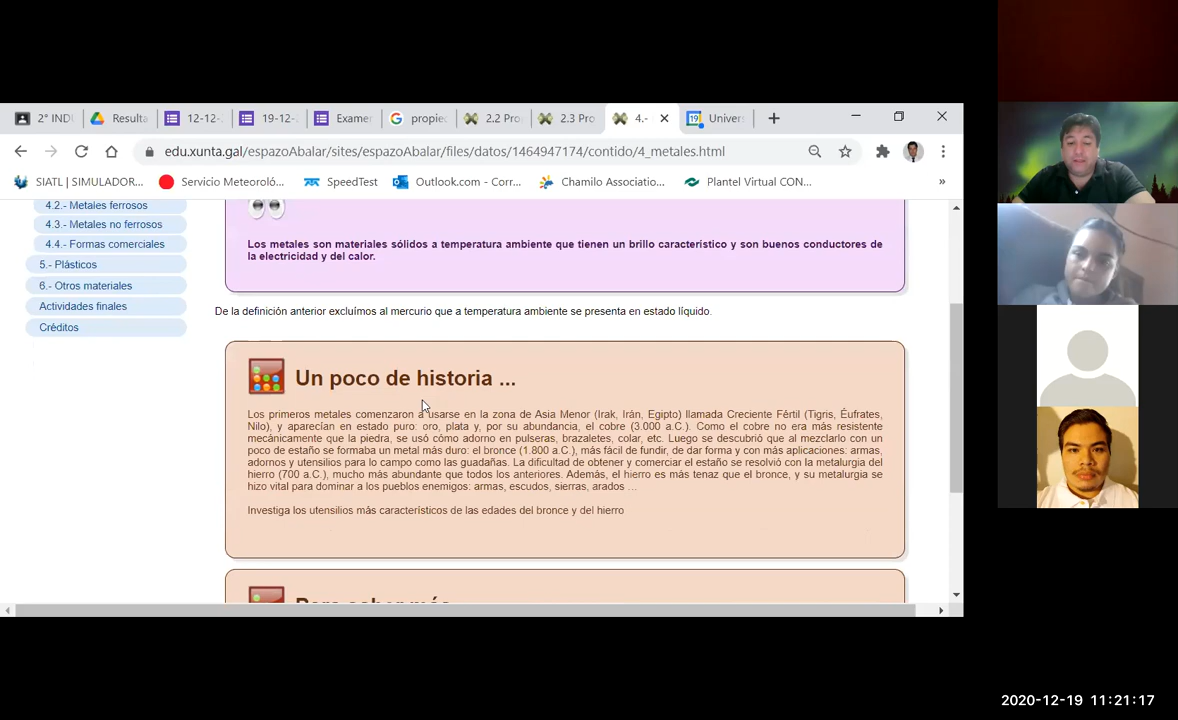 2° IND
Resulta
12-12-
19-12-
Examen
propie
2.2 Pro
2.3 Pro
4.-
19
Univers
edu.xunta.gal/espazoAbalar/sites/espazoAbalar/files/datos/1464947174/contido/4_metales.html
SIATL | SIMULADOR...
Servicio Meteoroló...
SpeedTest
Outlook.com - Corr...
Chamilo Associatio...
Plantel Virtual CON...
»
4.2.- Metales ferrosos
4.3.- Metales no ferrosos
4.4.- Formas comerciales
5.- Plásticos
6.- Otros materiales
Actividades finales
Créditos
Los metales son materiales sólidos a temperatura ambiente que tienen un brillo característico y son buenos conductores de
la electricidad y del calor.
De la definición anterior excluímos al mercurio que a temperatura ambiente se presenta en estado líquido.
Un poco de historia ...
Los primeros metales comenzaron a usarse en la zona de Asia Menor (Irak, Irán, Egipto) llamada Creciente Fértil (Tigris, Éufrates,
Nilo), y aparecían en estado puro: oro, plata y, por su abundancia, el cobre (3.000 a.C.). Como el cobre no era más resistente
mecánicamente que la piedra, se usó cómo adorno en pulseras, brazaletes, colar, etc. Luego se descubrió que al mezclarlo con un
poco de estaño se formaba un metal más duro: el bronce (1.800 a.C.), más fácil de fundir, de dar forma y con más aplicaciones: armas,
adornos y utensilios para lo campo como las guadañas. La dificultad de obtener y comerciar el estaño se resolvió con la metalurgia del
hierro (700 a.C.), mucho más abundante que todos los anteriores. Además, el hierro es más tenaz que el bronce, y su metalurgia se
hizo vital para dominar a los pueblos enemigos: armas, escudos, sierras, arados ...
Investiga los utensilios más característicos de las edades del bronce y del hierro
Para saber más
2020-12-19 11:21:17